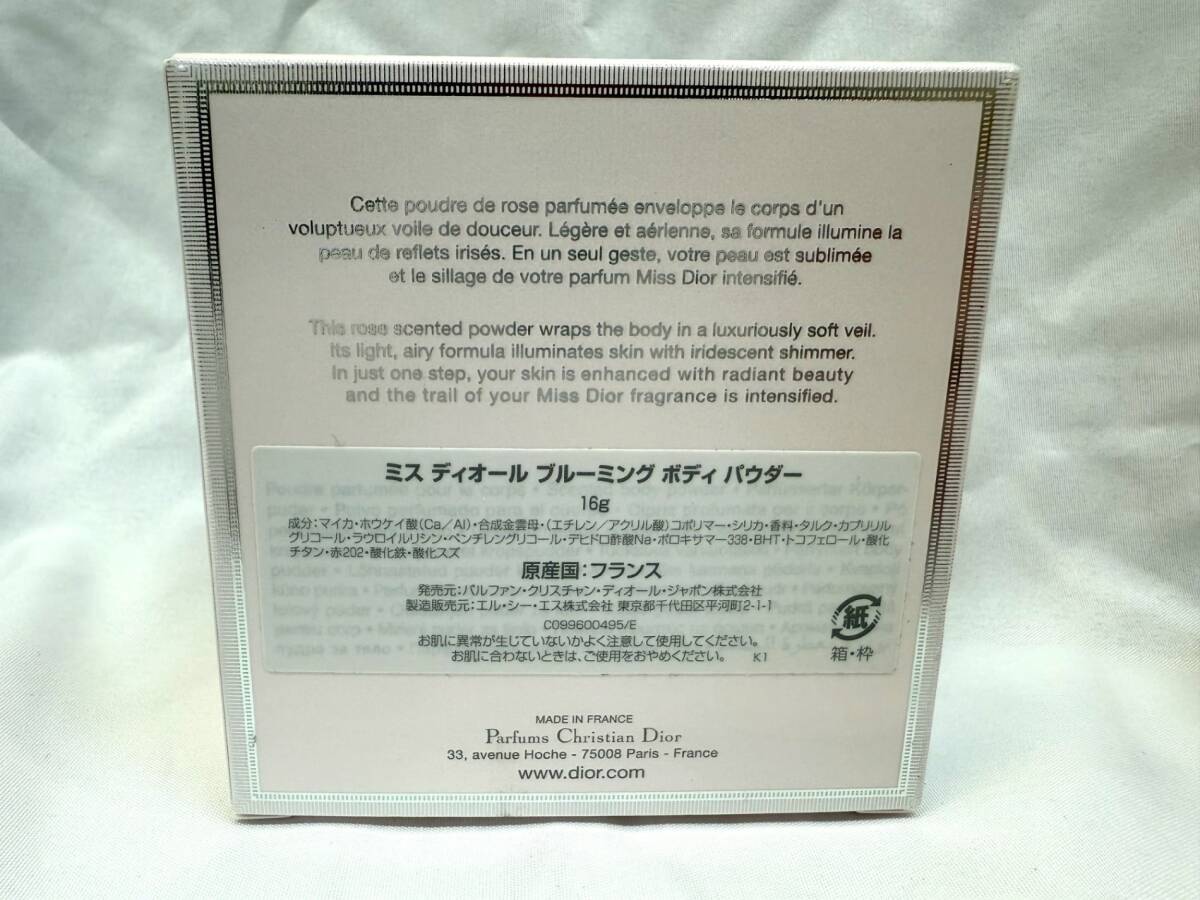 Cette poudre de rose parfumée enveloppe le corps d'un
voluptueux voile de douceur. Légère et aérienne, sa formule illumine la
peau de reflets irisés. En un seul geste, votre peau est sublimée
et le sillage de votre parfum Miss Dior intensifié.
This rose scented powder wraps the body in a luxuriously soft veil.
Its light, airy formula illuminates skin with iridescent shimmer.
In just one step, your skin is enhanced with radiant beauty
and the trail of your Miss Dior fragrance is intensified.
ミス ディオール ブルーミング ボディ パウダー
16g
成分:マイカ・ホウケイ酸(Ca/Al)・合成金雲母・(エチレン/アクリル酸)コポリマー・シリカ・香料・タルク・カプリリル
グリコール・ラウロイルリシン・ペンチレングリコール・デヒドロ酢酸Na・ポロキサマー338・BHT・トコフェロール・酸化
チタン・赤202・酸化鉄・酸化スズ
原産国:フランス
発売元:パルファン・クリスチャン・ディオール・ジャポン株式会社
製造販売元:エル・シー・エス株式会社 東京都千代田区平河町2-1-1
C099600495/E
お肌に異常が生じていないかよく注意して使用してください。
お肌に合わないときは、ご使用をおやめください。 K1
紙
箱・枠
MADE IN FRANCE
Parfums Christian Dior
33, avenue Hoche - 75008 Paris - France
www.dior.com